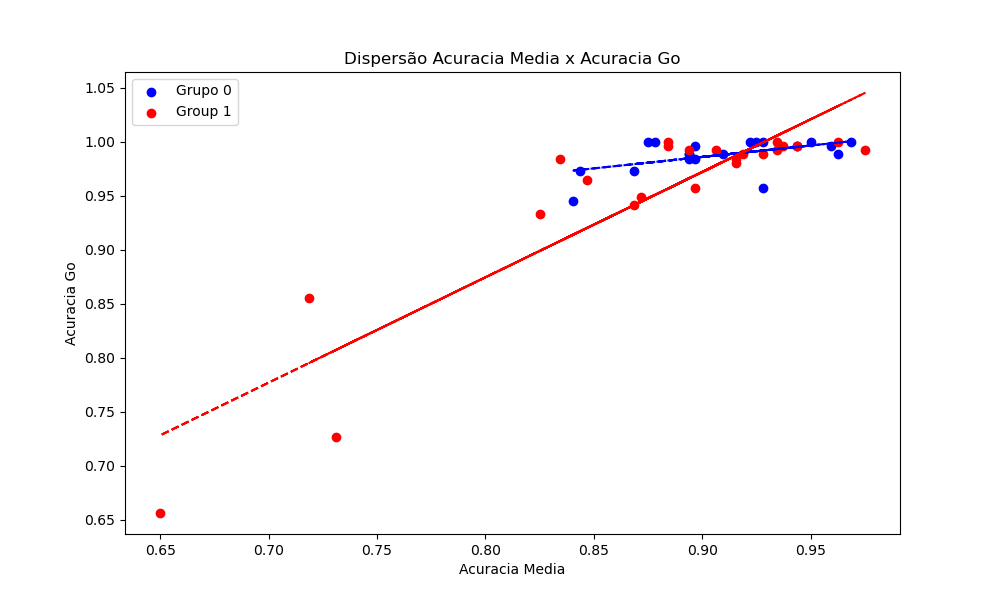 Dispersão Acuracia Media x Acuracia Go
Grupo 0
Group 1
1.05
1.00
0.95
0.90
0.85
0.80
0.75
0.70
0.65
Acuracia Go
0.65 0.70 0.75 0.80 0.85 0.90 0.95
Acuracia Media